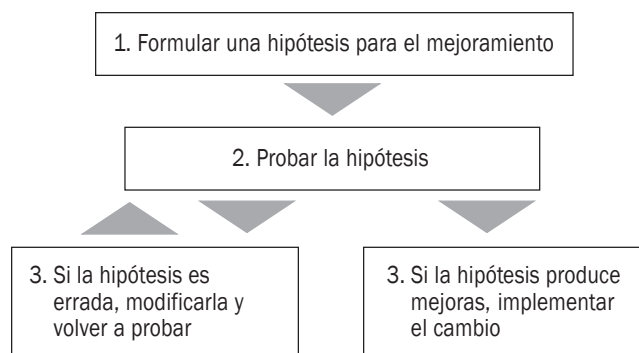 1. Formular una hipótesis para el mejoramiento
2. Probar la hipótesis
3. Si la hipótesis es
errada, modificarla y
volver a probar
3. Si la hipótesis produce
mejoras, implementar
el cambio